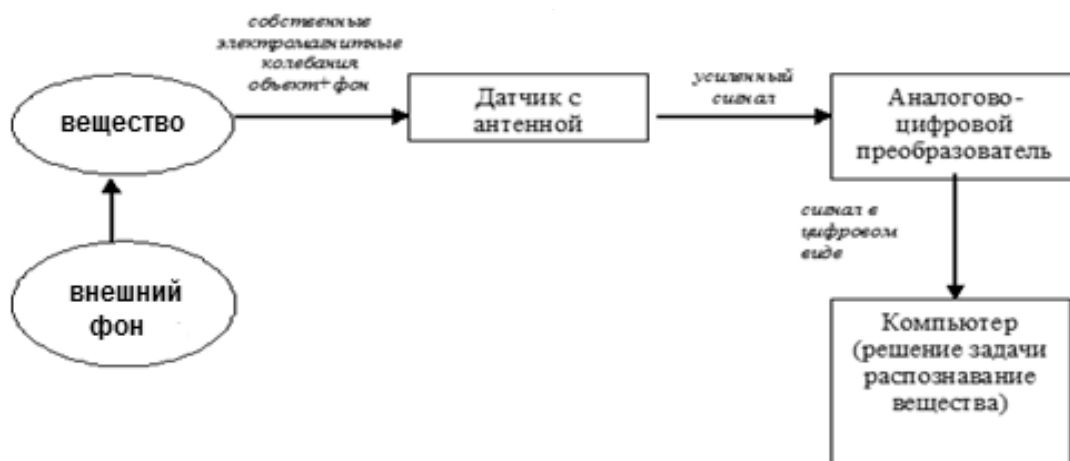 собственные
электромагнитные
колебания
объект+ фон
вещество
Датчик с
антенной
усиленный
сигнал
Аналогово-
цифровой
преобразователь
сигнал в
цифровом
виде
внешний
фон
Компьютер
(решение задачи
распознавание
вещества)